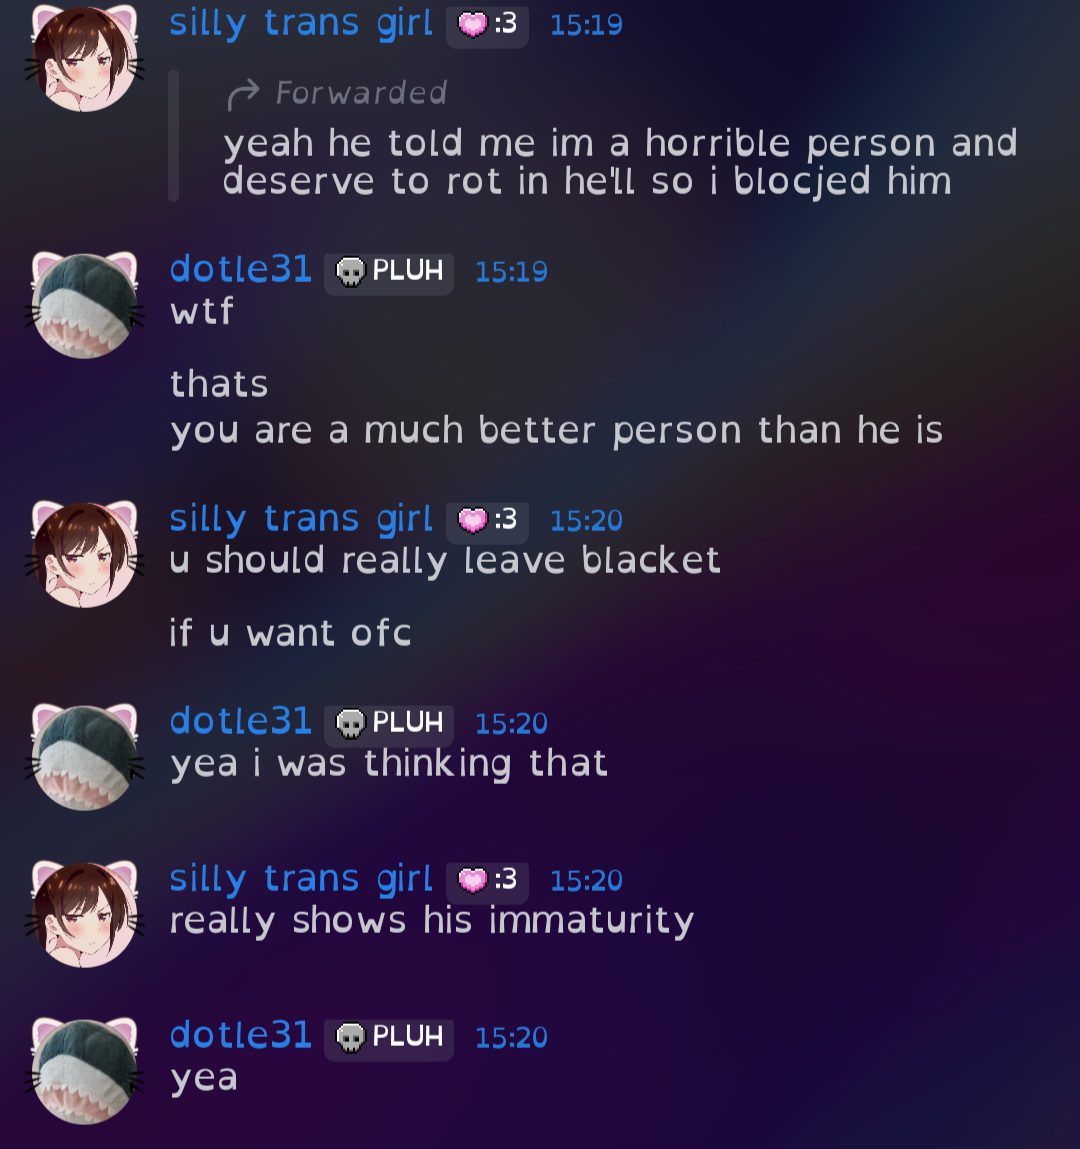 silly trans girl :3 15:19
Forwarded
yeah he told me im a horrible person and
deserve to rot in he'll so i blocjed him
dotle31 PLUH 15:19
wtf
thats
you are a much better person than he is
silly trans girl :3 15:20
u should really leave blacket
if u want ofc
dotle31 PLUH 15:20
yea i was thinking that
silly trans girl :3 15:20
really shows his immaturity
dotle31 PLUH 15:20
yea